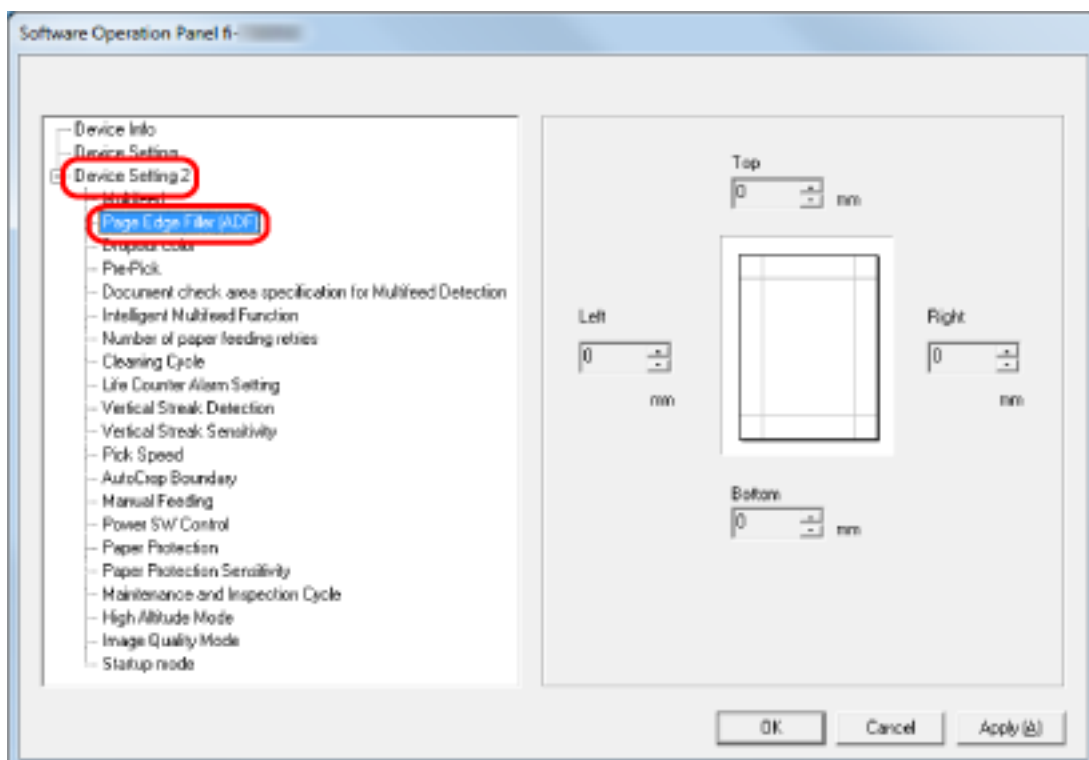 Software Operation Panel fi-
Device Info
Device Setting
Device Setting 2
Multifeed
Page Edge Filler (ADF)
Dropout Color
Pre-Pick
Document check area specification for Multifeed Detection
Intelligent Multifeed Function
Number of paper feeding retries
Cleaning Cycle
Life Counter Alarm Setting
Vertical Streak Detection
Vertical Streak Sensitivity
Pick Speed
AutoCrop Boundary
Manual Feeding
Power SW Control
Paper Protection
Paper Protection Sensitivity
Maintenance and Inspection Cycle
High Altitude Mode
Image Quality Mode
Startup mode
Top
0 mm
Left
0
mm
Right
0
mm
Bottom
0 mm
OK Cancel Apply (A)